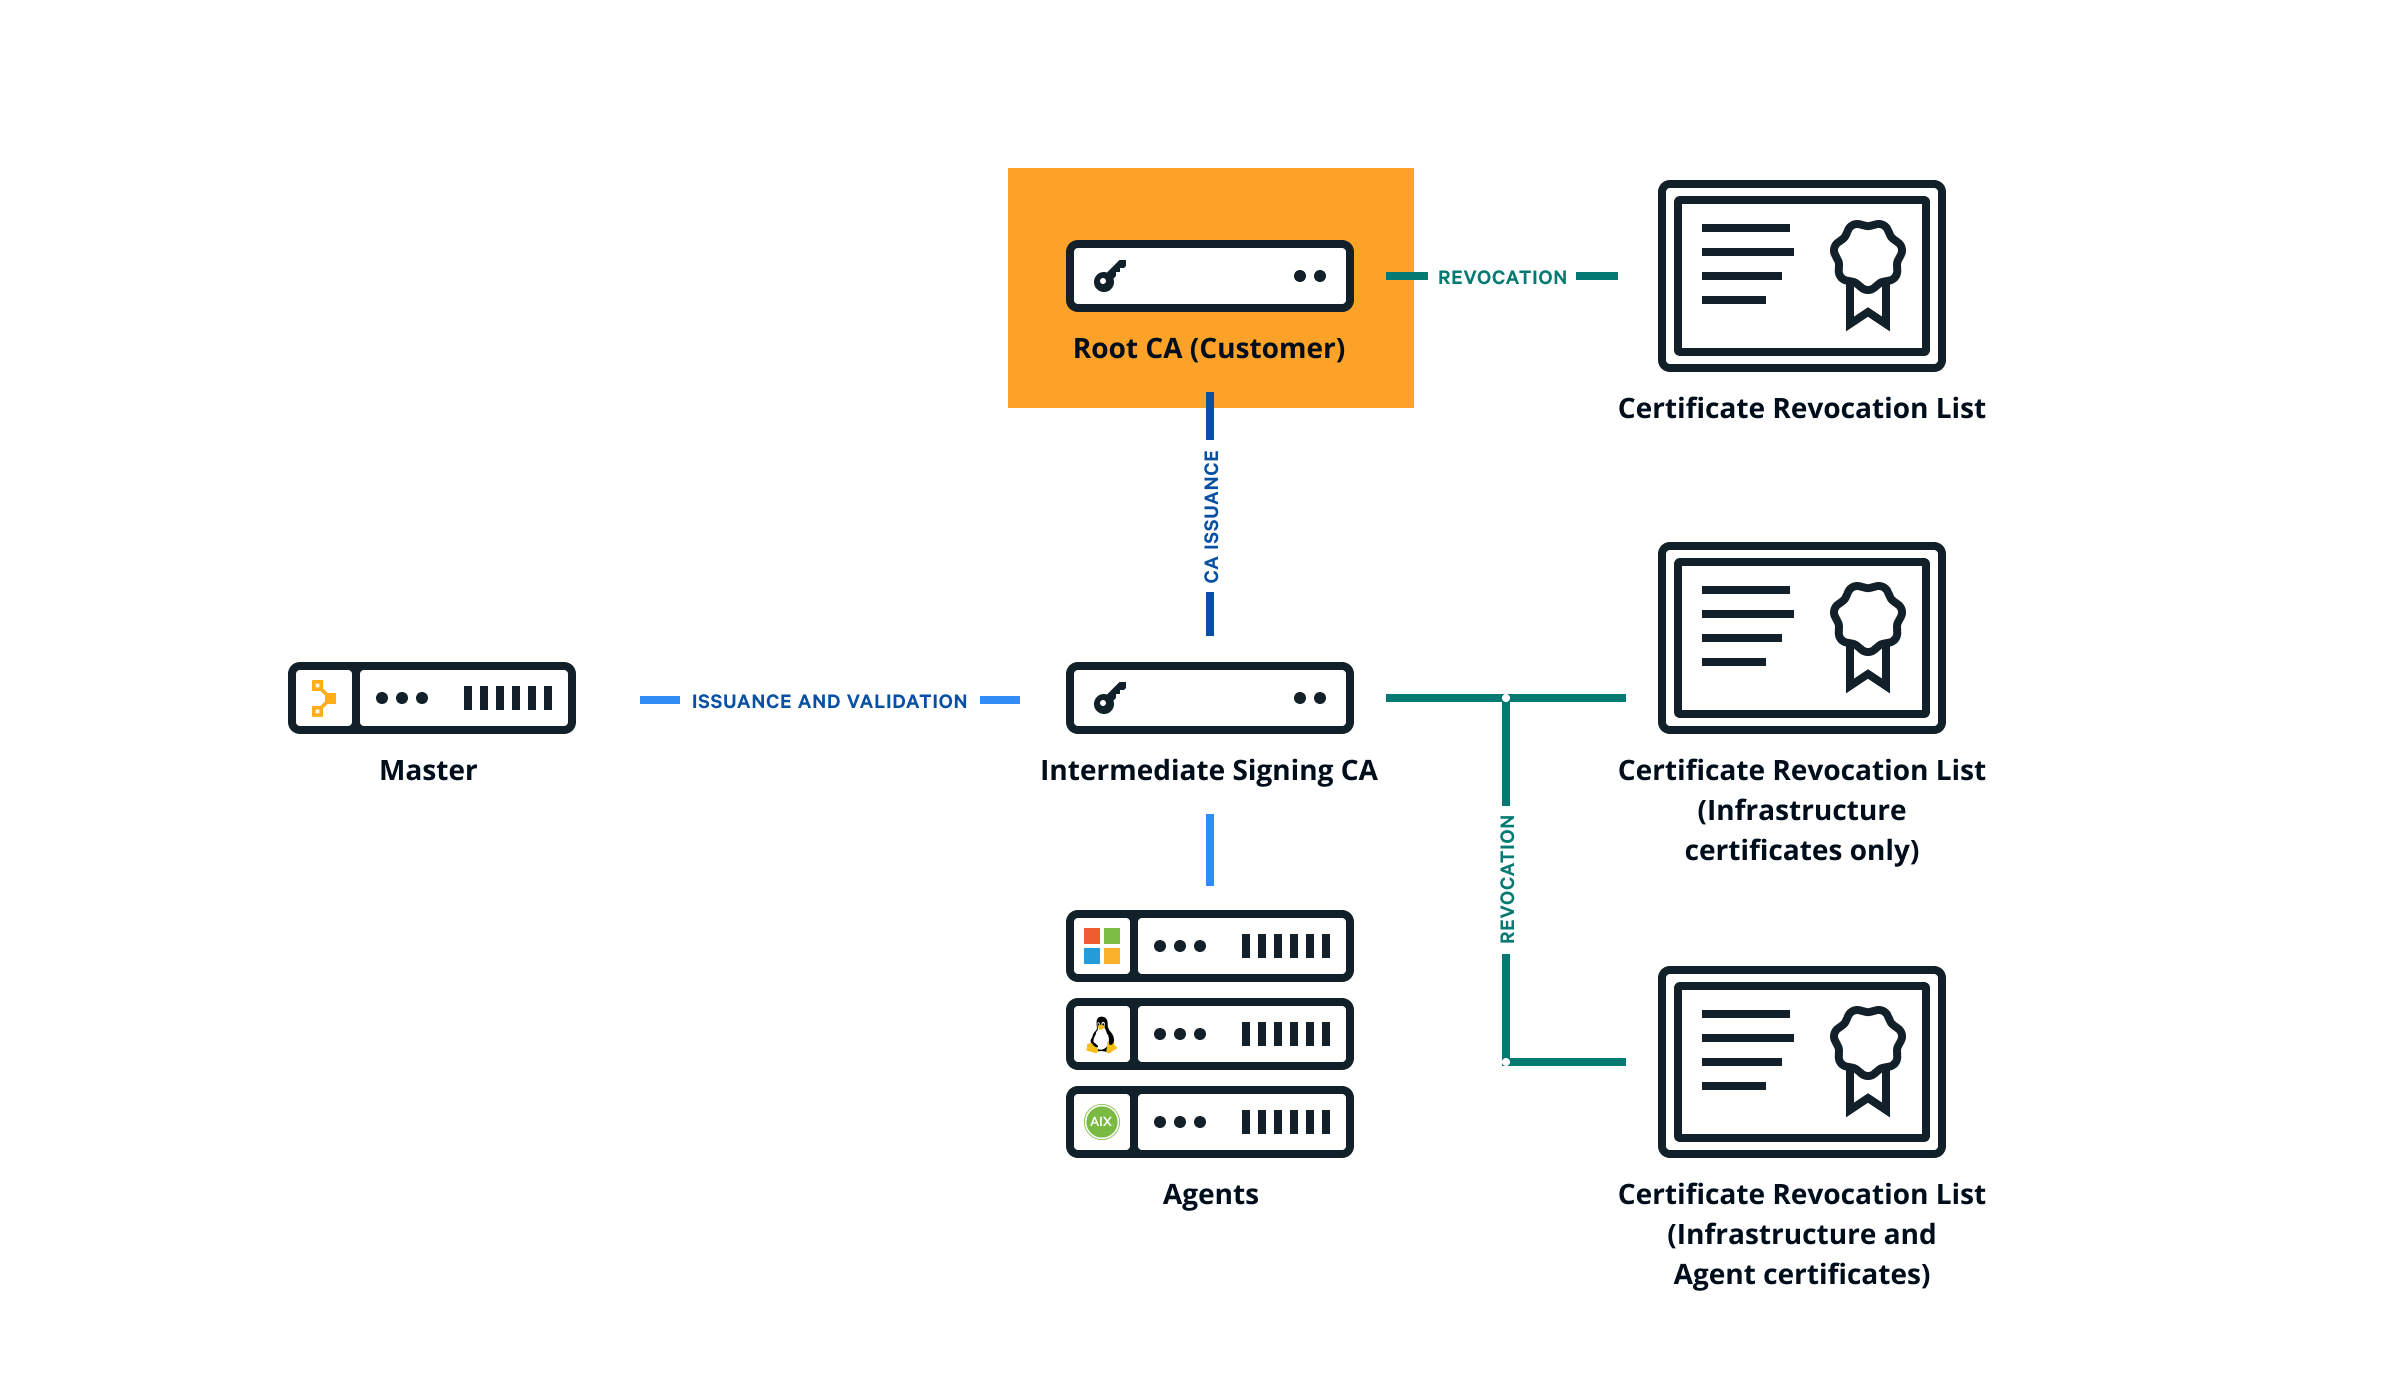 Root CA (Customer)
REVOCATION
Certificate Revocation List
CA ISSUANCE
Master
ISSUANCE AND VALIDATION
Intermediate Signing CA
Certificate Revocation List
(Infrastructure
certificates only)
REVOCATION
AIX
Agents
Certificate Revocation List
(Infrastructure and
Agent certificates)